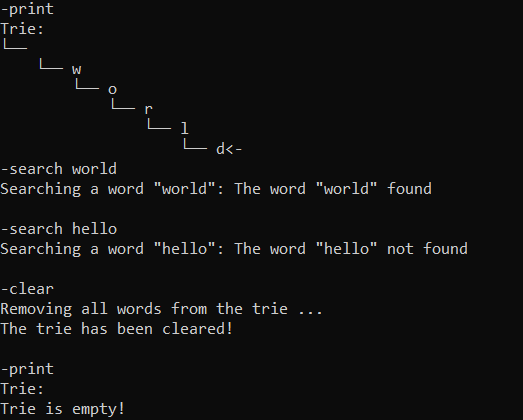 -print
Trie:
└──
    └── w
        └── o
            └── r
                └── l
                    └── d<-
-search world
Searching a word "world": The word "world" found
-search hello
Searching a word "hello": The word "hello" not found
-clear
Removing all words from the trie ...
The trie has been cleared!
-print
Trie:
Trie is empty!